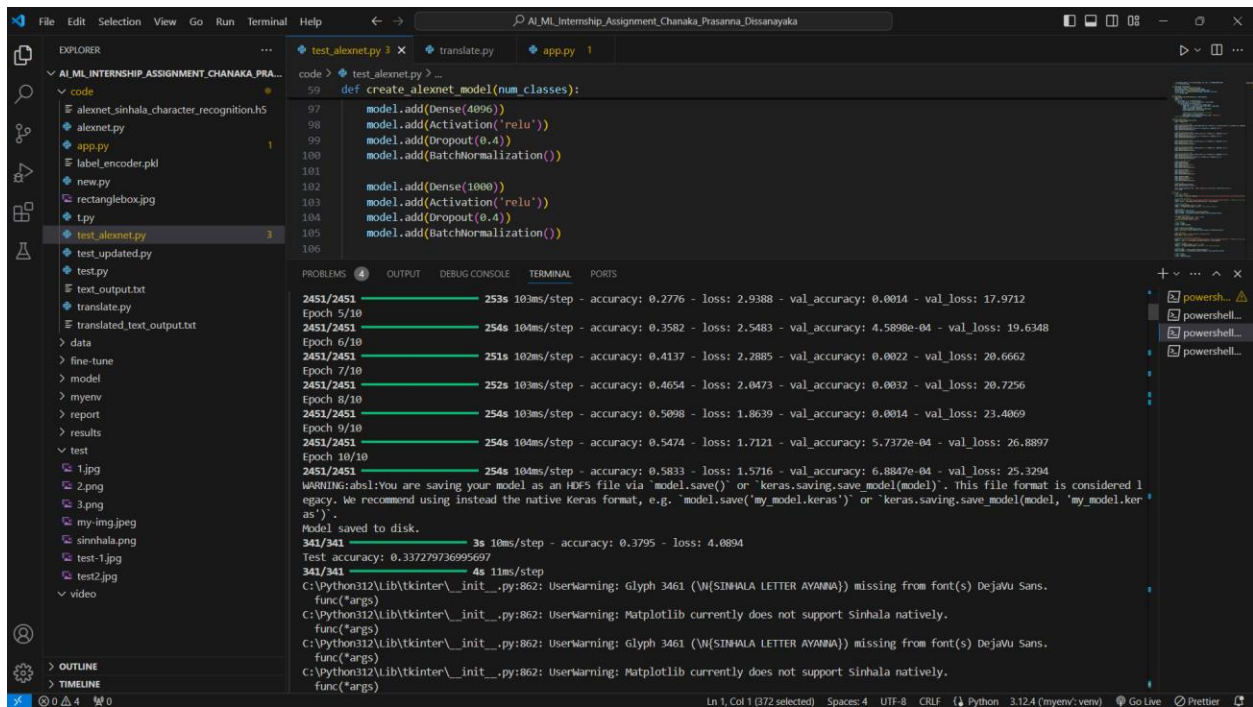 File Edit Selection View Go Run Terminal Help
AI_ML_Internship_Assignment_Chanaka_Prasanna_Dissanayaka
EXPLORER
AI_ML_INTERNSHIP_ASSIGNMENT_CHANAKA_PRA...
code
alexnet_sinhala_character_recognition.h5
alexnet.py
app.py 1
label_encoder.pkl
new.py
rectanglebox.jpg
t.py
test_alexnet.py 3
test_updated.py
test.py
text_output.txt
translate.py
translated_text_output.txt
data
fine-tune
model
myenv
report
results
test
1.jpg
2.png
3.png
my-img.jpeg
sinnhala.png
test-1.jpg
test2.jpg
video
OUTLINE
TIMELINE
test_alexnet.py 3 translate.py app.py 1
code > test_alexnet.py > ...
59 def create_alexnet_model(num_classes):
97 model.add(Dense(4096))
98 model.add(Activation('relu'))
99 model.add(Dropout(0.4))
100 model.add(BatchNormalization())
101
102 model.add(Dense(1000))
103 model.add(Activation('relu'))
104 model.add(Dropout(0.4))
105 model.add(BatchNormalization())
106
PROBLEMS 4 OUTPUT DEBUG CONSOLE TERMINAL PORTS
2451/2451 253s 103ms/step - accuracy: 0.2776 - loss: 2.9388 - val_accuracy: 0.0014 - val_loss: 17.9712
Epoch 5/10
2451/2451 254s 104ms/step - accuracy: 0.3582 - loss: 2.5483 - val_accuracy: 4.5898e-04 - val_loss: 19.6348
Epoch 6/10
2451/2451 251s 102ms/step - accuracy: 0.4137 - loss: 2.2885 - val_accuracy: 0.0022 - val_loss: 20.6662
Epoch 7/10
2451/2451 252s 103ms/step - accuracy: 0.4654 - loss: 2.0473 - val_accuracy: 0.0032 - val_loss: 20.7256
Epoch 8/10
2451/2451 254s 103ms/step - accuracy: 0.5098 - loss: 1.8639 - val_accuracy: 0.0014 - val_loss: 23.4069
Epoch 9/10
2451/2451 254s 104ms/step - accuracy: 0.5474 - loss: 1.7121 - val_accuracy: 5.7372e-04 - val_loss: 26.8897
Epoch 10/10
2451/2451 254s 104ms/step - accuracy: 0.5833 - loss: 1.5716 - val_accuracy: 6.8847e-04 - val_loss: 25.3294
WARNING:absl:You are saving your model as an HDF5 file via `model.save()` or `keras.saving.save_model(model)`. This file format is considered l
egacy. We recommend using instead the native Keras format, e.g. `model.save('my_model.keras')` or `keras.saving.save_model(model, 'my_model.ker
as')`.
Model saved to disk.
341/341 3s 10ms/step - accuracy: 0.3795 - loss: 4.0894
Test accuracy: 0.337279736995697
341/341 4s 11ms/step
C:\Python312\Lib\tkinter\__init__.py:862: UserWarning: Glyph 3461 (\N{SINHALA LETTER AYANNA}) missing from font(s) DejaVu Sans.
func(*args)
C:\Python312\Lib\tkinter\__init__.py:862: UserWarning: Matplotlib currently does not support Sinhala natively.
func(*args)
C:\Python312\Lib\tkinter\__init__.py:862: UserWarning: Glyph 3461 (\N{SINHALA LETTER AYANNA}) missing from font(s) DejaVu Sans.
func(*args)
C:\Python312\Lib\tkinter\__init__.py:862: UserWarning: Matplotlib currently does not support Sinhala natively.
func(*args)
powersh...
powershell...
powershell...
powershell...
0 4 0 Ln 1, Col 1 (372 selected) Spaces: 4 UTF-8 CRLF Python 3.12.4 ('myenv': venv) Go Live Prettier